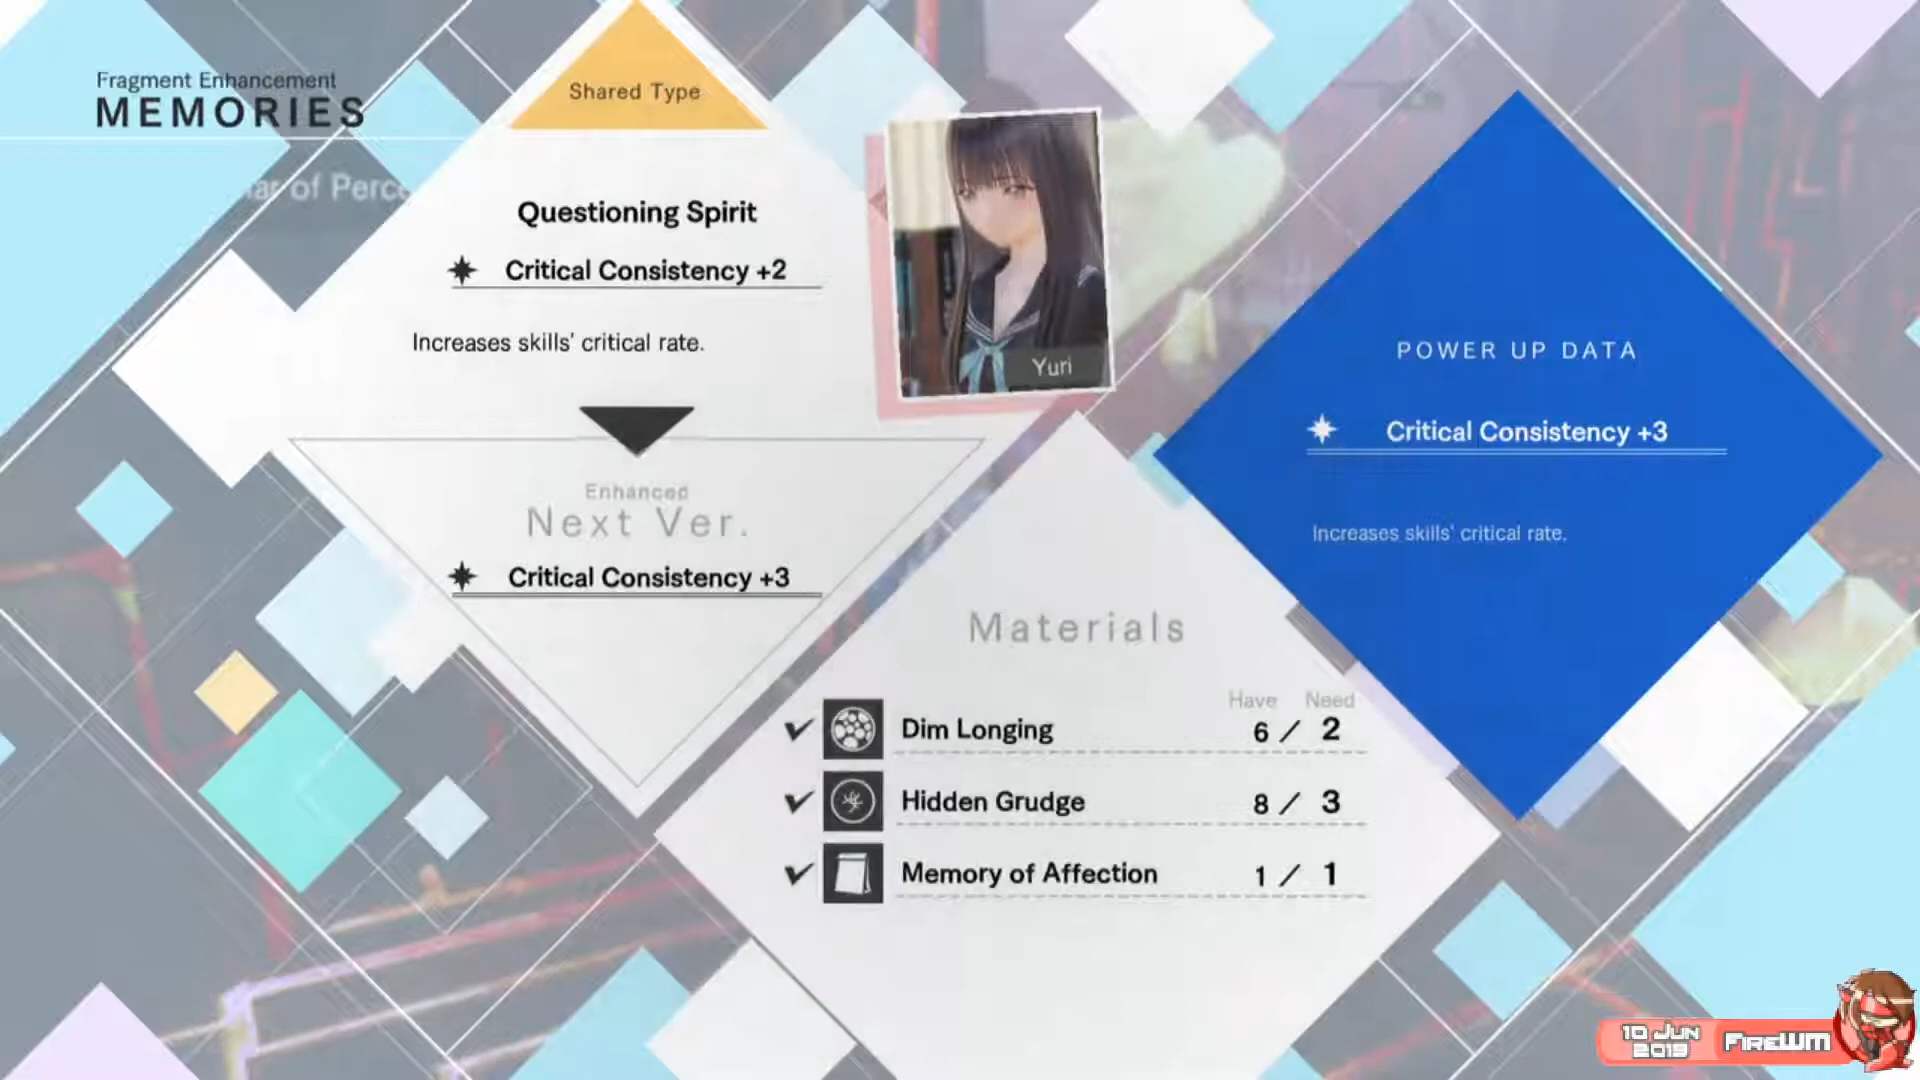 Fragment Enhancement
MEMORIES
Shared Type
of Perce
Questioning Spirit
Critical Consistency +2
Increases skills' critical rate.
Yuri
Enhanced
Next Ver.
Critical Consistency +3
POWER UP DATA
Critical Consistency +3
Increases skills' critical rate.
Materials
Have Need
Dim Longing 6 / 2
Hidden Grudge 8 / 3
Memory of Affection 1 / 1
10 JUN
2019
FIREWM